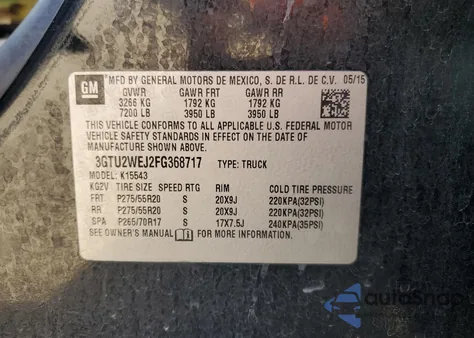 GM MFD BY GENERAL MOTORS DE MEXICO, S. DE R.L. DE C.V. 05/15
GVWR GAWR FRT GAWR RR
3266 KG 1792 KG 1792 KG
7200 LB 3950 LB 3950 LB
THIS VEHICLE CONFORMS TO ALL APPLICABLE U.S. FEDERAL MOTOR
VEHICLE SAFETY STANDARDS IN EFFECT ON THE DATE OF
MANUFACTURE SHOWN ABOVE.
3GTU2WEJ2FG368717 TYPE: TRUCK
MODEL: K15543
KG2V TIRE SIZE SPEED RTG RIM COLD TIRE PRESSURE
FRT P275/55R20 S 20X9J 220KPA(32PSI)
RR P275/55R20 S 20X9J 220KPA(32PSI)
SPA P265/70R17 S 17X7.5J 240KPA(35PSI)
SEE OWNER'S MANUAL FOR MORE INFORMATION.
autoSnap